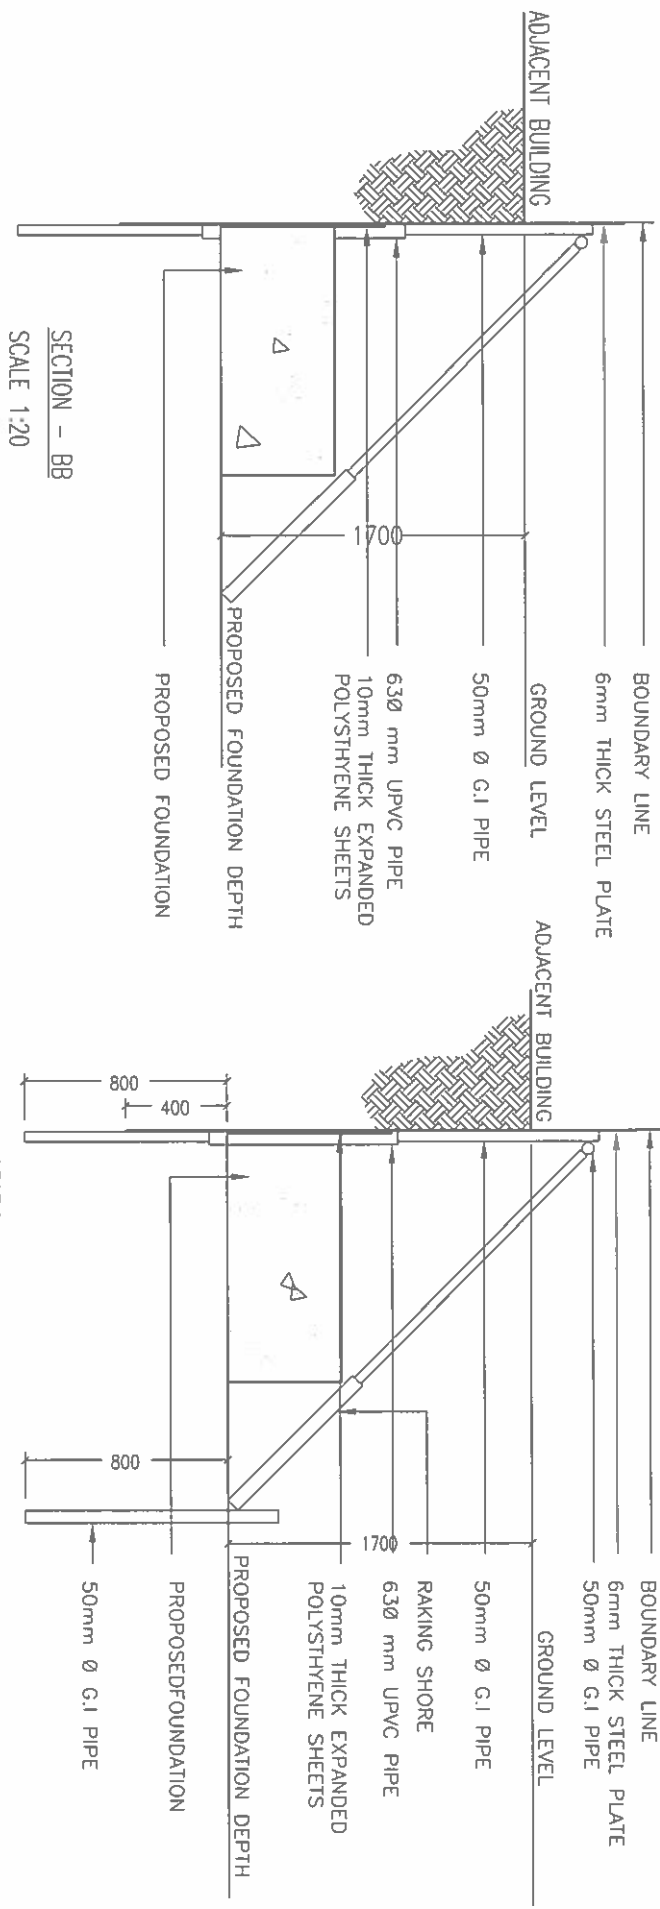 ADJACENT BUILDING
BOUNDARY LINE
6mm THICK STEEL PLATE
GROUND LEVEL
50mm Ø G.I PIPE
630 mm UPVC PIPE
10mm THICK EXPANDED
POLYSTHYENE SHEETS
1700
PROPOSED FOUNDATION DEPTH
PROPOSED FOUNDATION
SECTION - BB
SCALE 1:20
ADJACENT BUILDING
BOUNDARY LINE
6mm THICK STEEL PLATE
50mm Ø G.I PIPE
GROUND LEVEL
50mm Ø G.I PIPE
RAKING SHORE
630 mm UPVC PIPE
10mm THICK EXPANDED
POLYSTHYENE SHEETS
1700
PROPOSED FOUNDATION DEPTH
PROPOSEDFOUNDATION
50mm Ø G.I PIPE
800
400
800